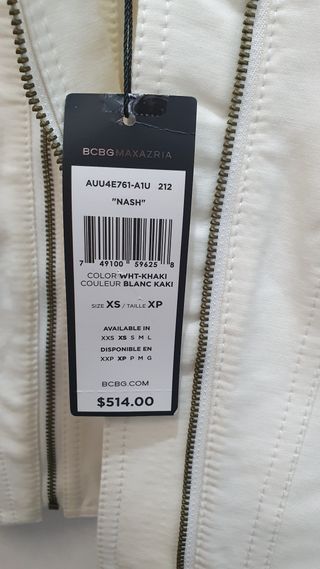 BCBGMAXAZRIA
AUU4E761-A1U 212
"NASH"
7 49100 59625 8
COLOR WHT-KHAKI
COULEUR BLANC KAKI
SIZE XS / TAILLE XP
AVAILABLE IN
XXS XS S M L
DISPONIBLE EN
XXP XP P M G
BCBG.COM
$514.00